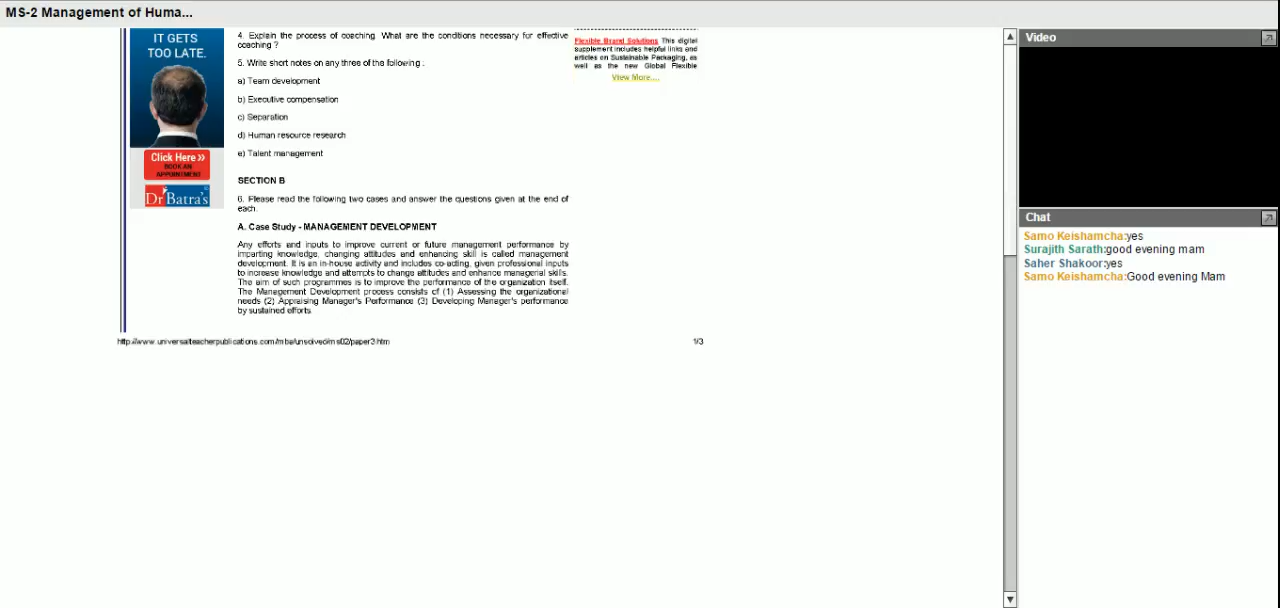 MS-2 Management of Huma...
IT GETS
TOO LATE.
Click Here »
BOOK AN
APPOINTMENT
Dr Batra's
4. Explain the process of coaching. What are the conditions necessary for effective
coaching ?
5. Write short notes on any three of the following :
a) Team development
b) Executive compensation
c) Separation
d) Human resource research
e) Talent management
SECTION B
6. Please read the following two cases and answer the questions given at the end of
each.
A. Case Study - MANAGEMENT DEVELOPMENT
Any efforts and inputs to improve current or future management performance by
imparting knowledge, changing attitudes and enhancing skill is called management
development. It is an in-house activity and includes co-acting, given professional inputs
to increase knowledge and attempts to change attitudes and enhance managerial skills.
The aim of such programmes is to improve the performance of the organization itself.
The Management Development process consists of (1) Assessing the organizational
needs (2) Appraising Manager's Performance (3) Developing Manager's performance
by sustained efforts
Flexible Brand Solutions This digital
supplement includes helpful links and
articles on Sustainable Packaging, as
well as the new Global Flexible
View More....
http://www.universalteacherpublications.com/mba/unsolved/ms02/paper3.htm
1/3
Video
Chat
Samo Keishamcha:yes
Surajith Sarath:good evening mam
Saher Shakoor:yes
Samo Keishamcha:Good evening Mam